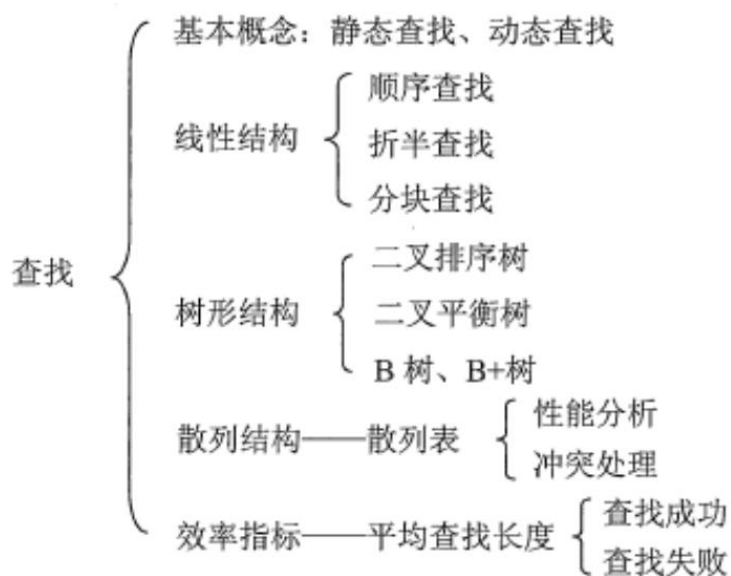 基本概念：静态查找、动态查找
顺序查找
线性结构
折半查找
分块查找
查找
二叉排序树
树形结构
二叉平衡树
B 树、B+树
散列结构——散列表
性能分析
冲突处理
效率指标——平均查找长度
查找成功
查找失败